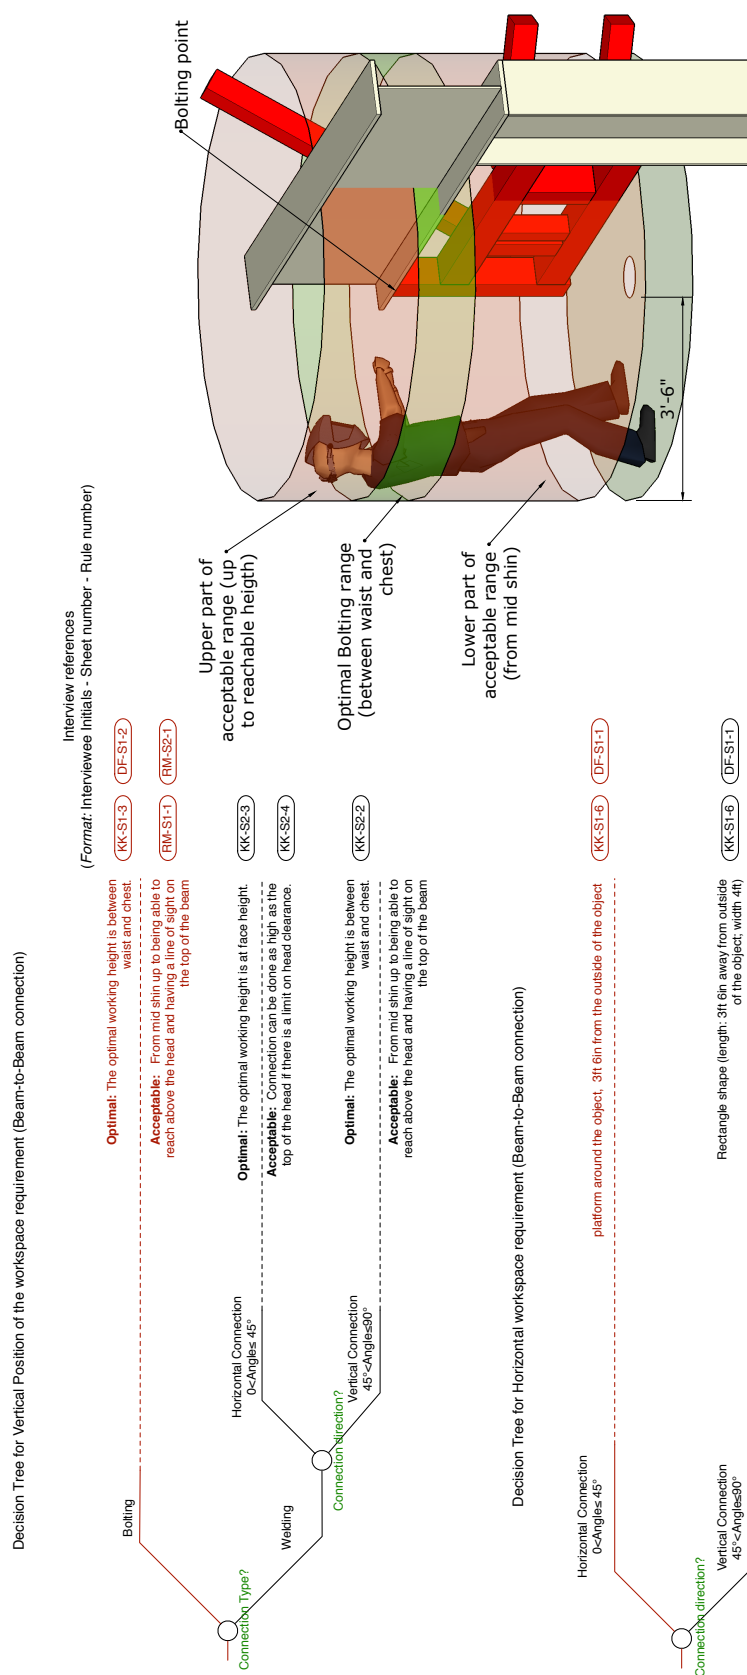 Decision Tree for Vertical Position of the workspace requirement (Beam-to-Beam connection)
Interview references
(Format: Interviewee Initials - Sheet number - Rule number)
Connection Type?
Bolting
Optimal: The optimal working height is between
waist and chest.
KK-S1-3 DF-S1-2
Acceptable: From mid shin up to being able to
reach above the head and having a line of sight on
the top of the beam
RM-S1-1 RM-S2-1
Welding
Connection direction?
Horizontal Connection
0<Angle≤ 45°
Optimal: The optimal working height is at face height.
KK-S2-3
Acceptable: Connection can be done as high as the
top of the head if there is a limit on head clearance.
KK-S2-4
Vertical Connection
45°<Angle≤90°
Optimal: The optimal working height is between
waist and chest.
KK-S2-2
Acceptable: From mid shin up to being able to
reach above the head and having a line of sight on
the top of the beam
Bolting point
Upper part of
acceptable range (up
to reachable heigth)
Optimal Bolting range
(between waist and
chest)
Lower part of
acceptable range
(from mid shin)
3'-6"
Decision Tree for Horizontal workspace requirement (Beam-to-Beam connection)
Connection direction?
Horizontal Connection
0<Angle≤ 45°
platform around the object, 3ft 6in from the outside of the object
KK-S1-6 DF-S1-1
Vertical Connection
45°<Angle≤90°
Rectangle shape (length: 3ft 6in away from outside
of the object; width 4ft)
KK-S1-6 DF-S1-1